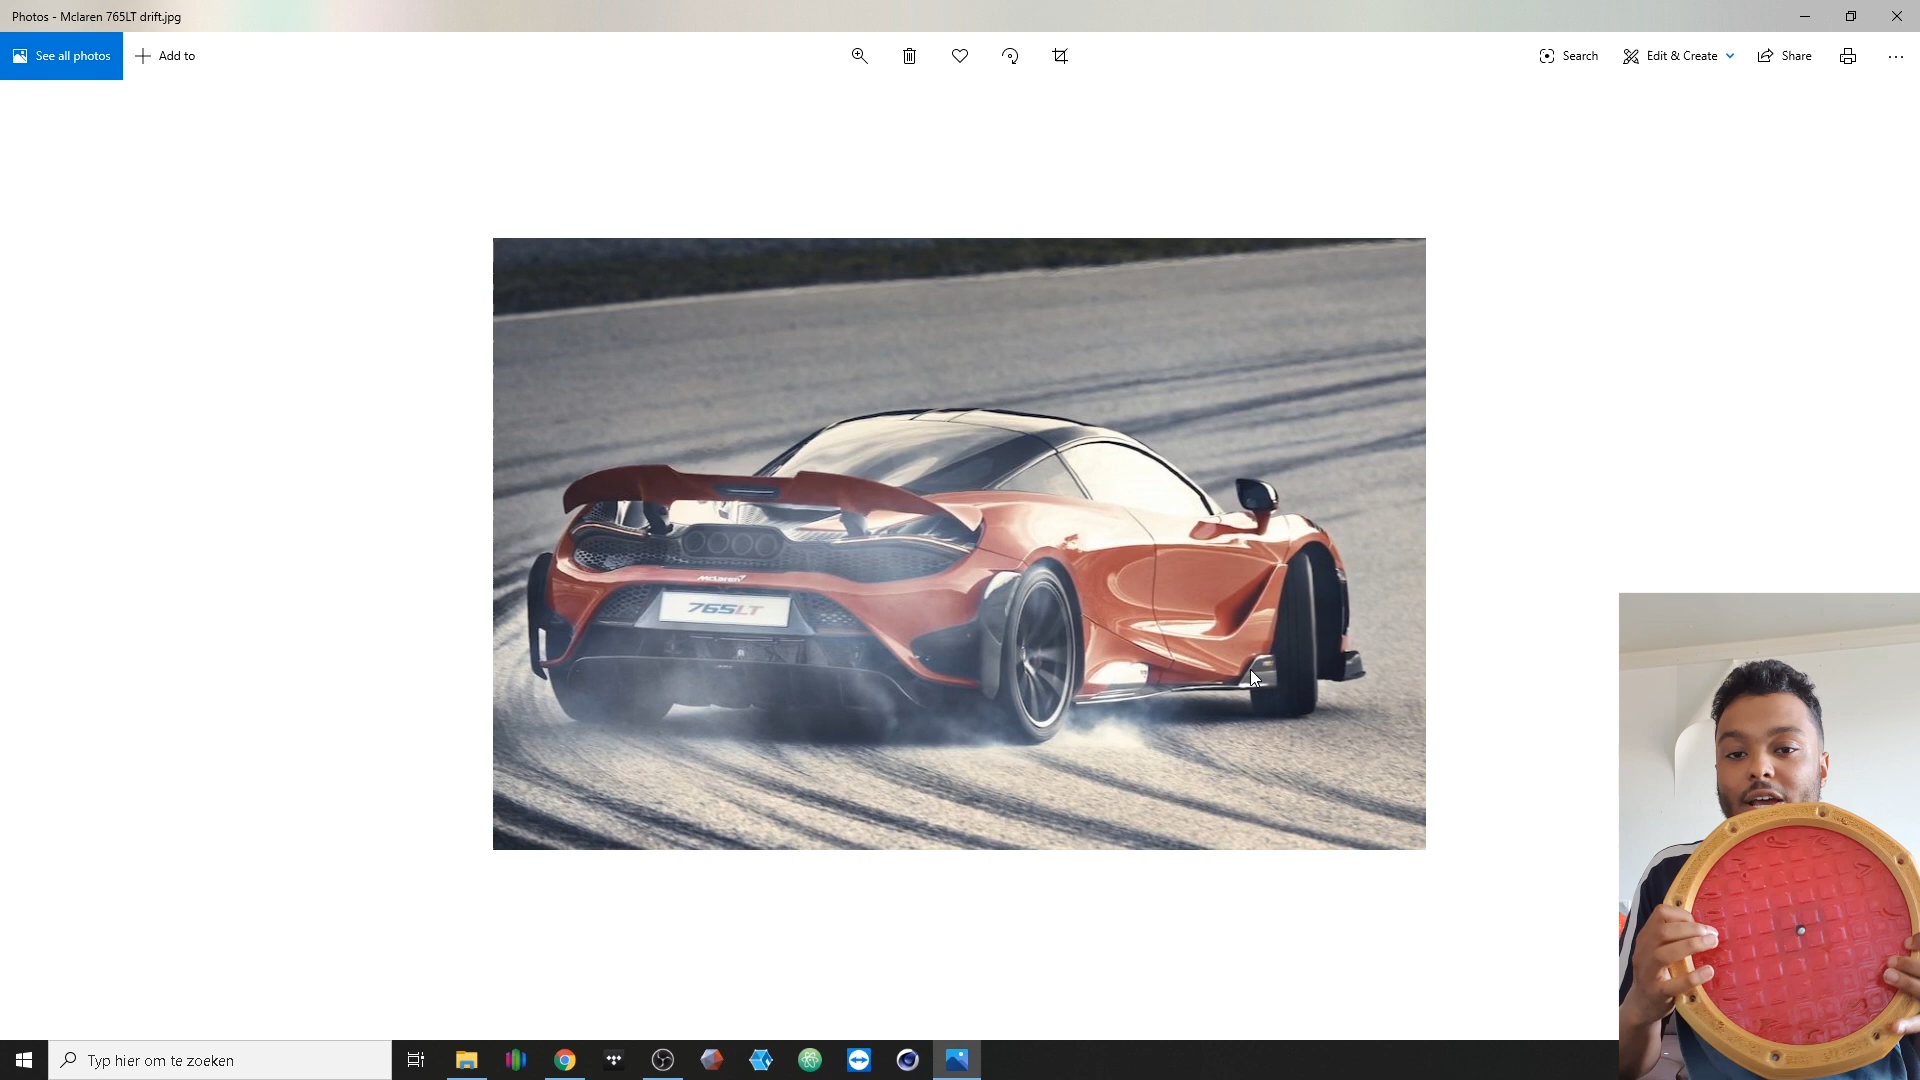 Photos - Mclaren 765LT drift.jpg
See all photos
Add to
Search
Edit & Create
Share
McLaren
765LT
Typ hier om te zoeken